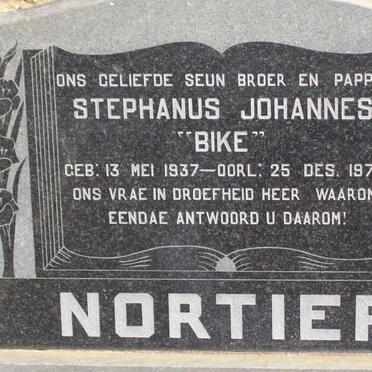 ONS GELIEFDE SEUN BROER EN PAPP
STEPHANUS JOHANNES
"BIKE"
GEB: 13 MEI 1937—OORL: 25 DES. 197
ONS VRAE IN DROEFHEID HEER WAAROM
EENDAE ANTWOORD U DAAROM!
NORTIER